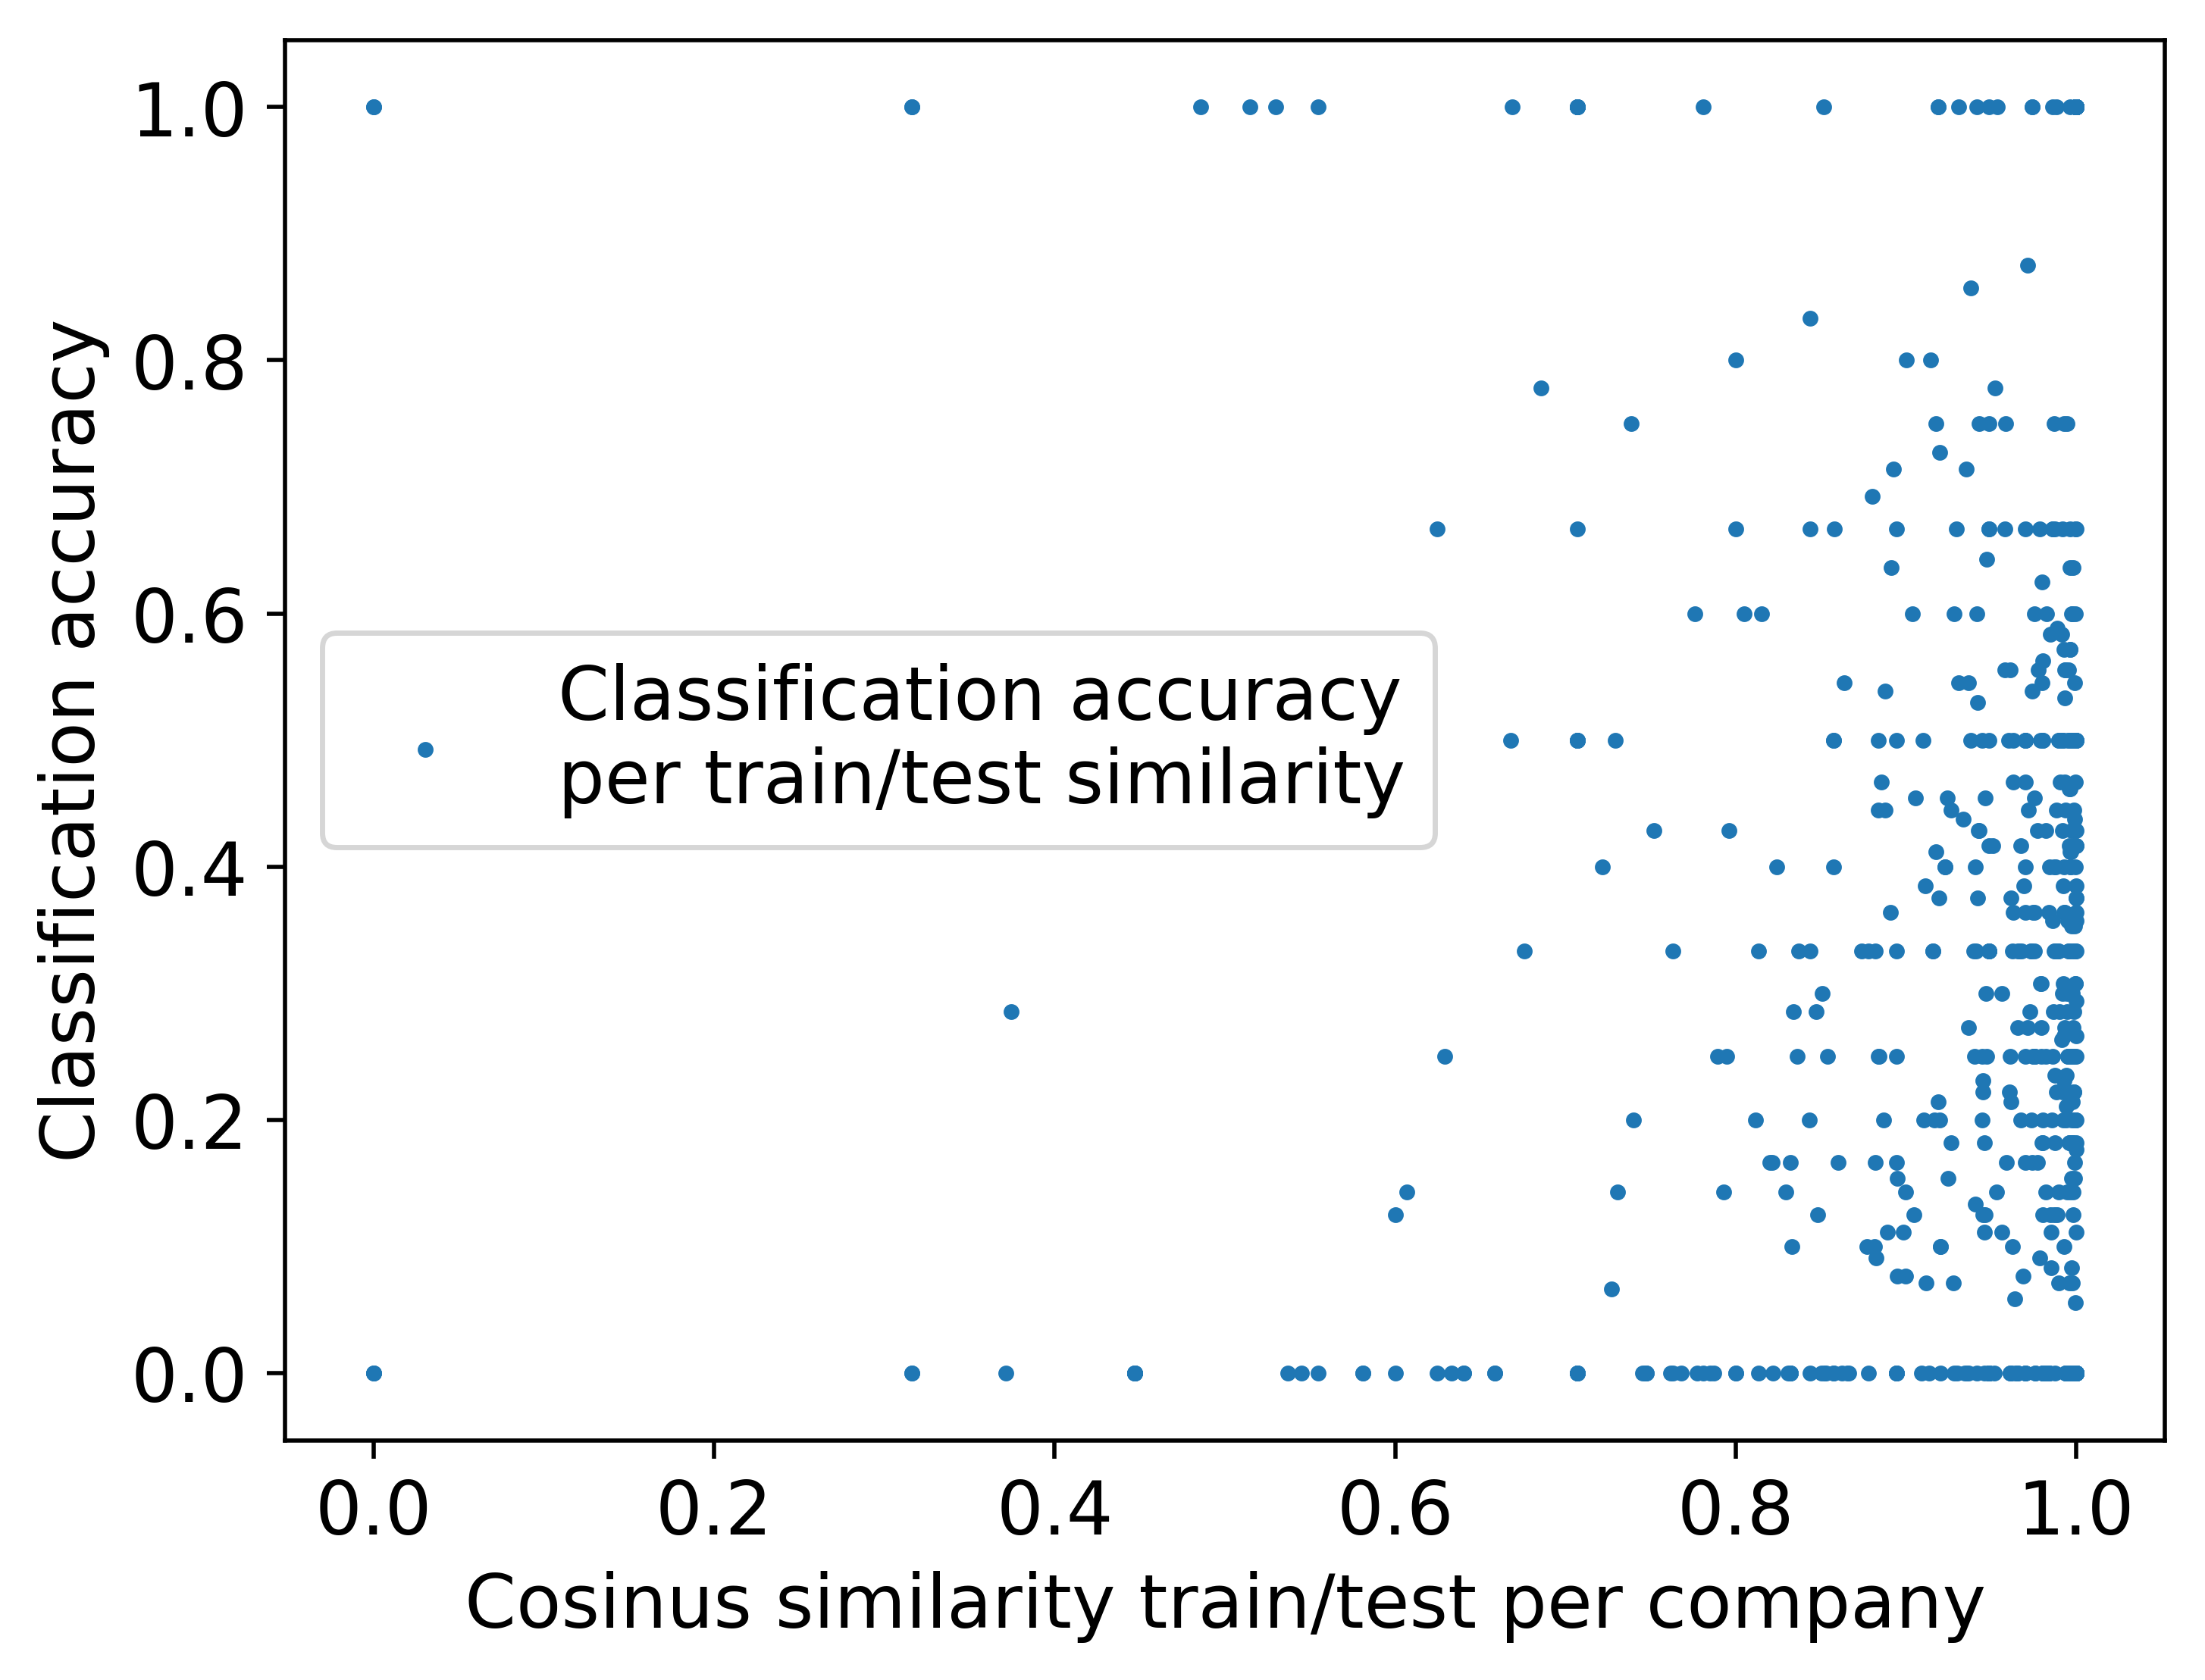 Classification accuracy
1.0
0.8
0.6
0.4
0.2
0.0
Classification accuracy
per train/test similarity
0.0 0.2 0.4 0.6 0.8 1.0
Cosinus similarity train/test per company